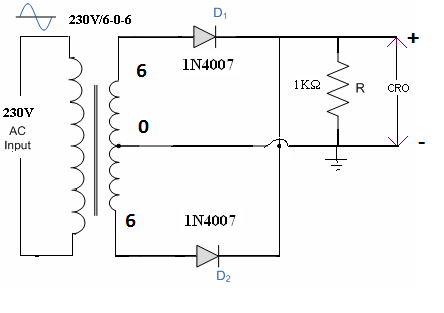 230V/6-0-6
D1
+
6
1N4007
1KΩ
R
CRO
230V
AC
Input
0
-
6
1N4007
D2